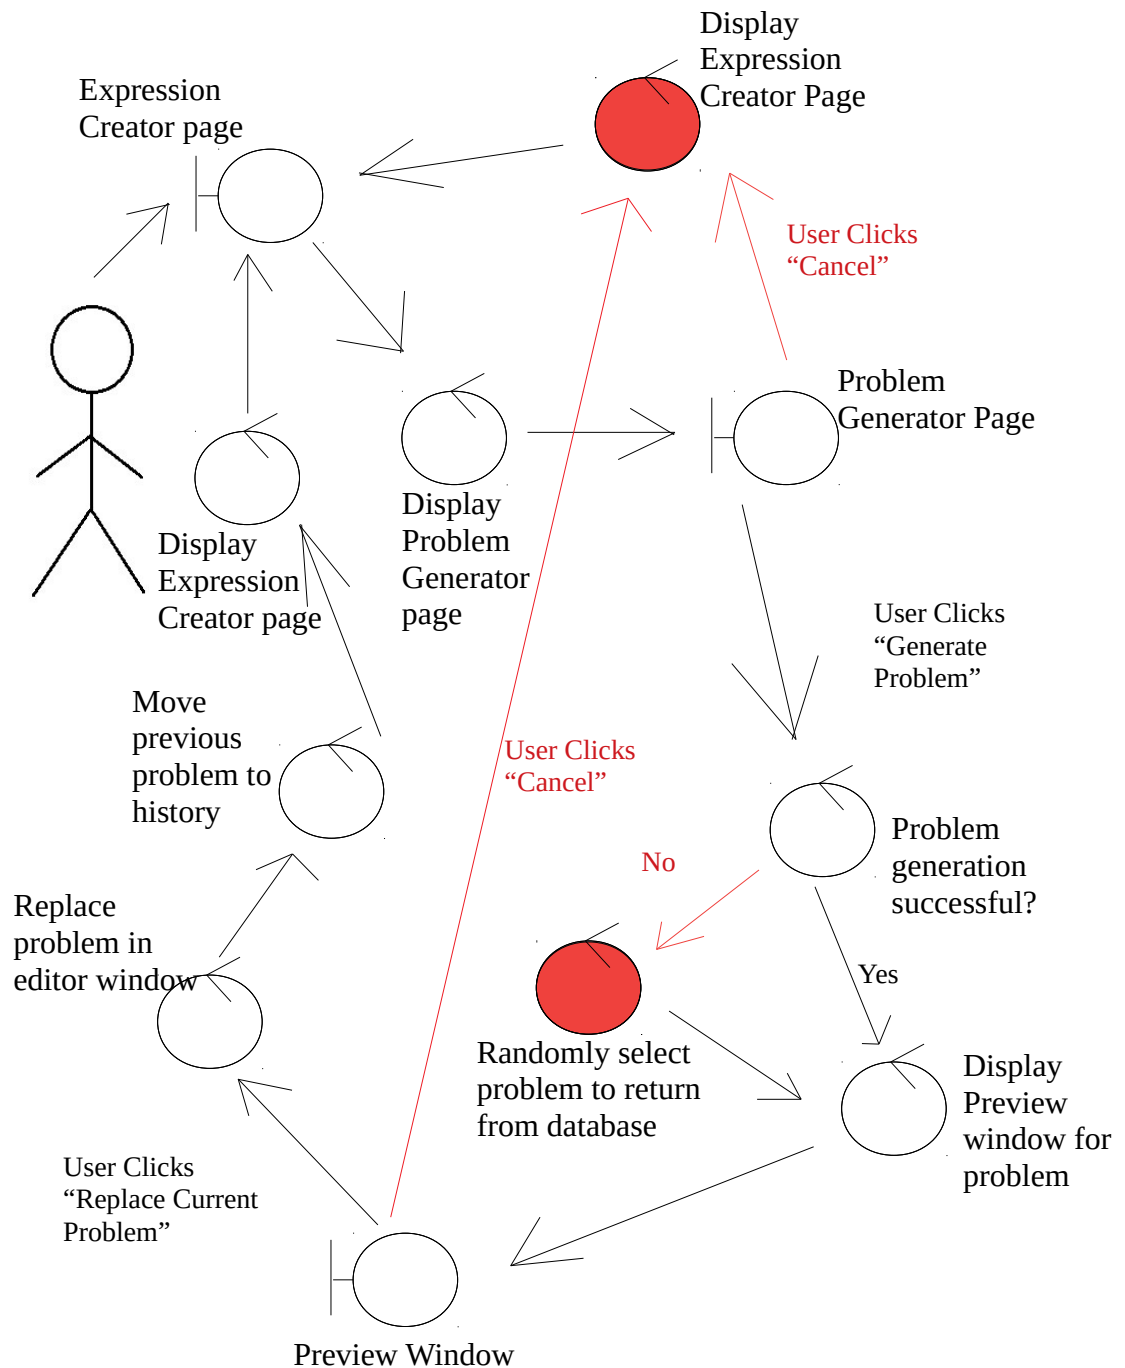 Display
Expression
Creator Page
Expression
Creator page
User Clicks
“Cancel”
Problem
Generator Page
Display
Problem
Generator
page
Display
Expression
Creator page
User Clicks
“Generate
Problem”
Move
previous
problem to
history
User Clicks
“Cancel”
Problem
generation
successful?
No
Yes
Replace
problem in
editor window
Randomly select
problem to return
from database
Display
Preview
window for
problem
User Clicks
“Replace Current
Problem”
Preview Window